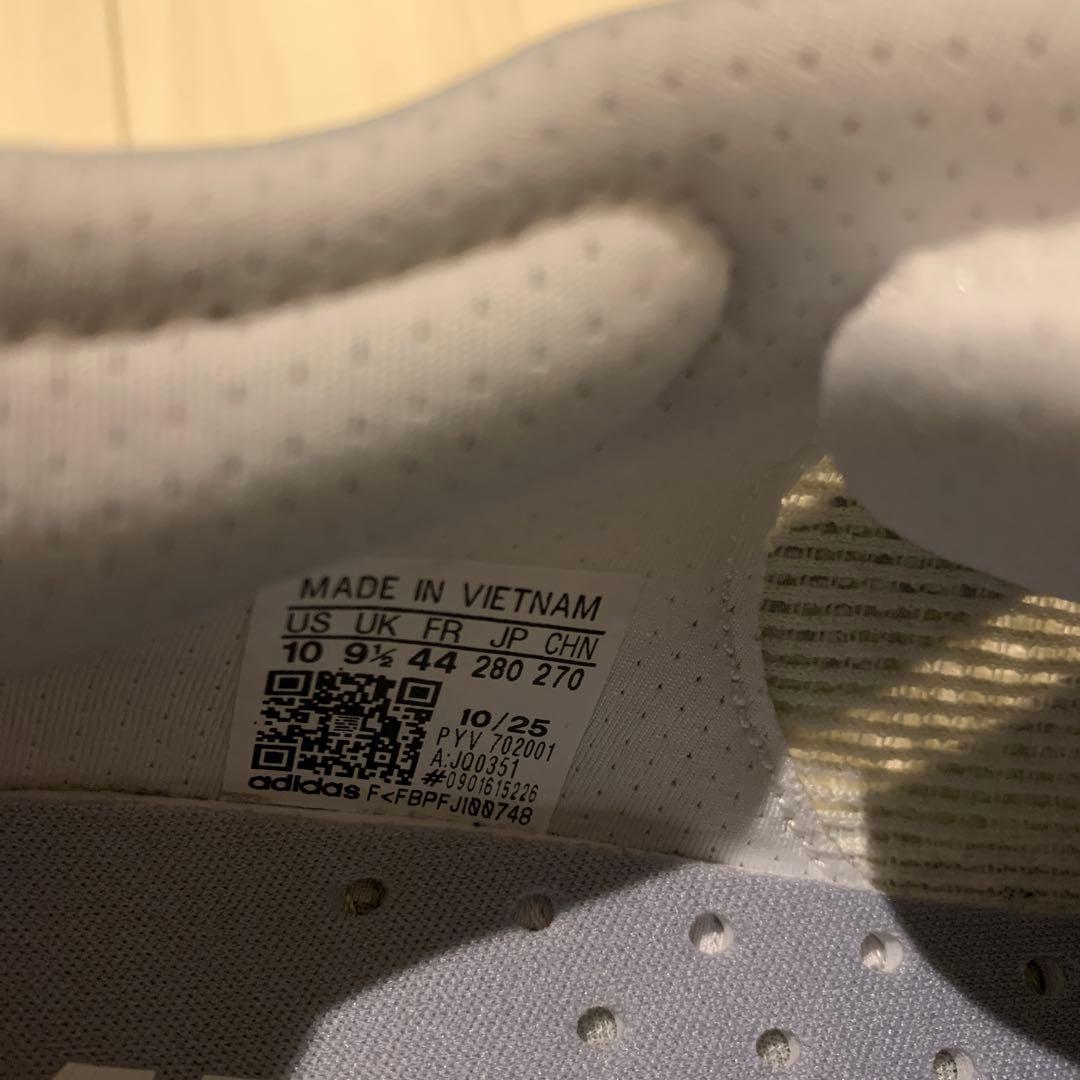 MADE IN VIETNAM
US UK FR JP CHN
10 9½ 44 280 270
10/25
PYV 702001
A:JQ0351
#0901615226
adidas F<FBPFJI00748